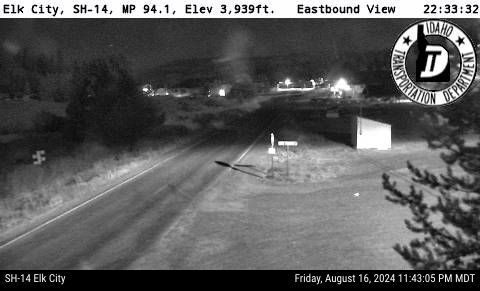 Elk City, SH-14, MP 94.1, Elev 3,939ft. Eastbound View 22:33:32
IDAHO
TRANSPORTATION DEPARTMENT
SH-14 Elk City Friday, August 16, 2024 11:43:05 PM MDT